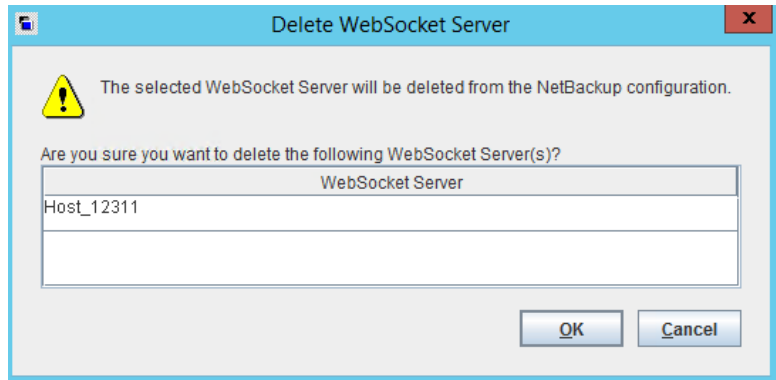 Delete WebSocket Server
x
The selected WebSocket Server will be deleted from the NetBackup configuration.
Are you sure you want to delete the following WebSocket Server(s)?
WebSocket Server
Host_12311
OK
Cancel